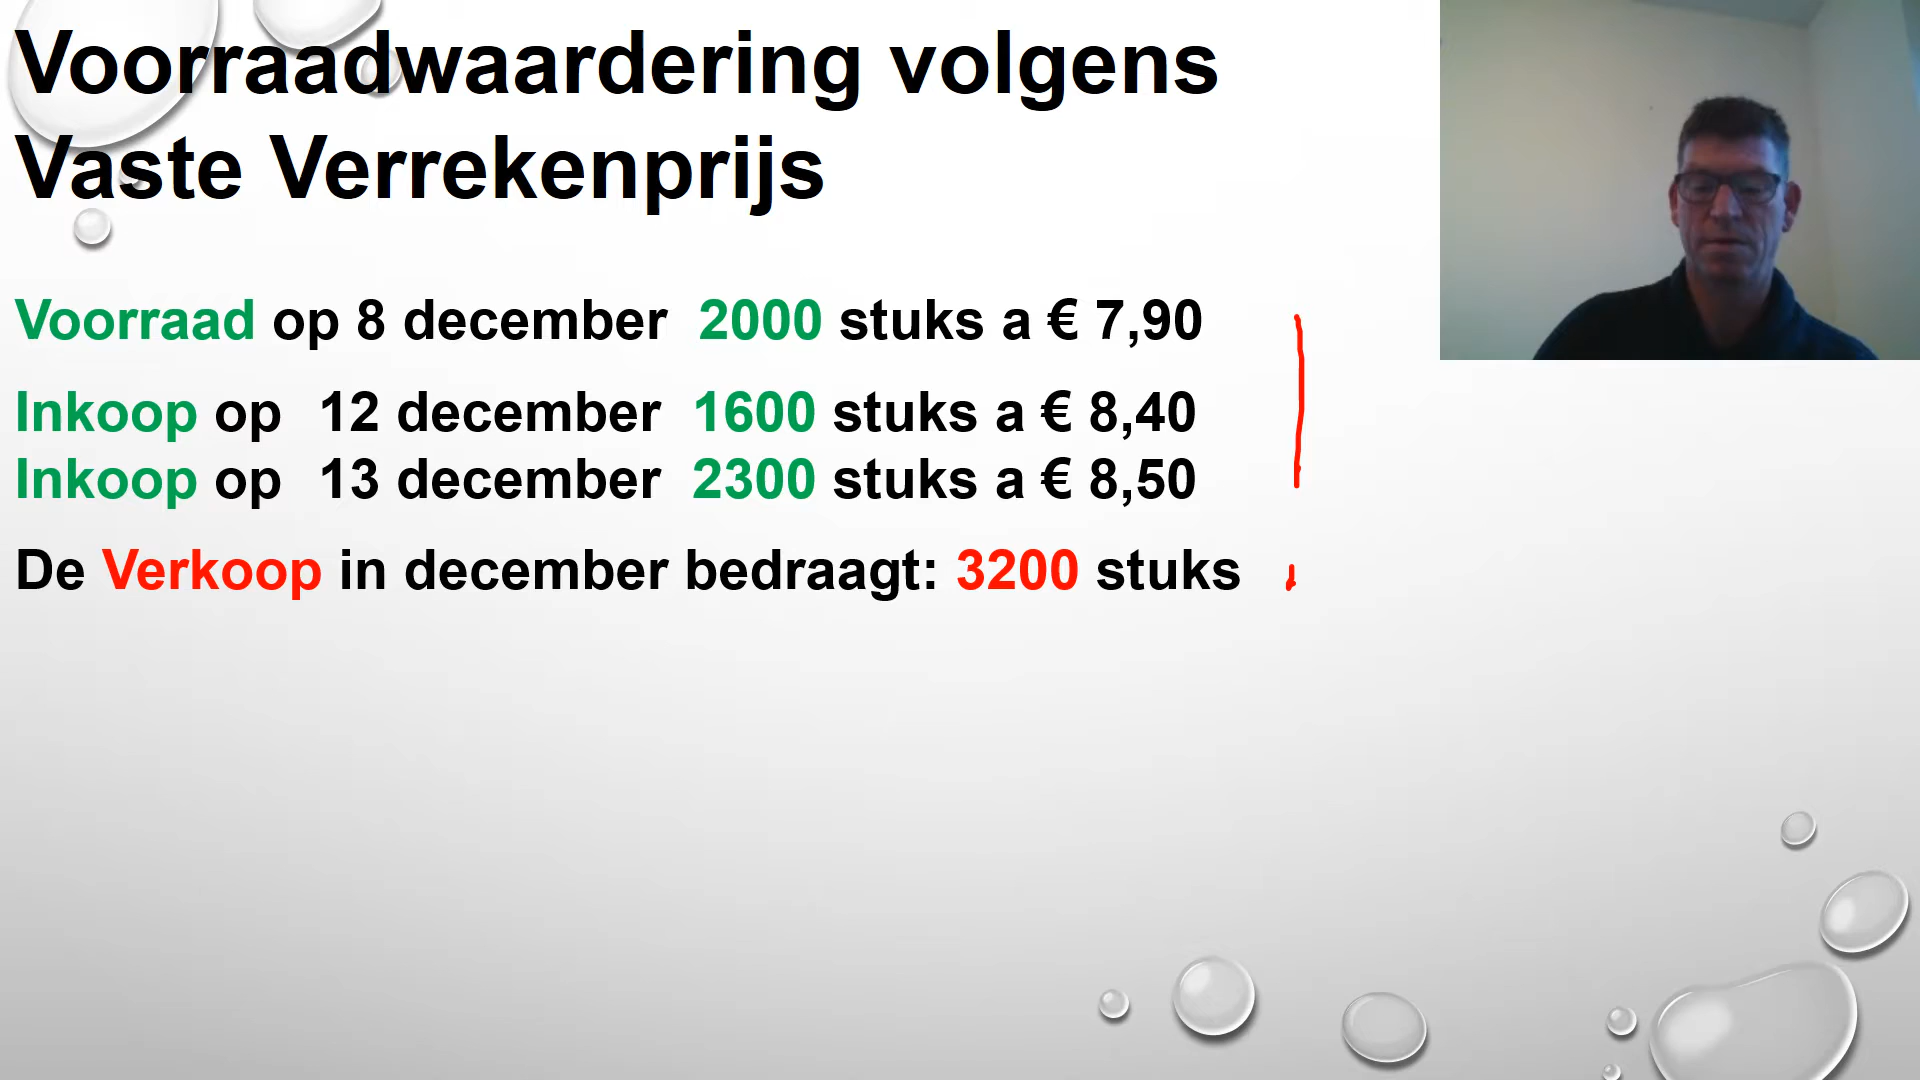 Voorraadwaardering volgens
Vaste Verrekenprijs
Voorraad op 8 december 2000 stuks a € 7,90
Inkoop op 12 december 1600 stuks a € 8,40
Inkoop op 13 december 2300 stuks a € 8,50
De Verkoop in december bedraagt: 3200 stuks